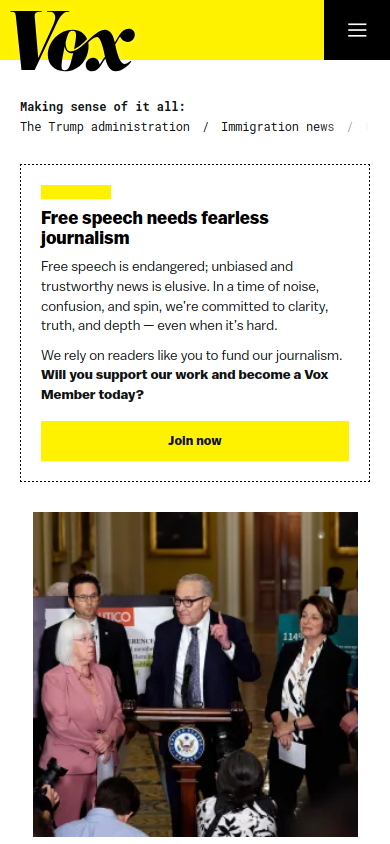 Vox
Making sense of it all:
The Trump administration / Immigration news /
Free speech needs fearless
journalism
Free speech is endangered; unbiased and
trustworthy news is elusive. In a time of noise,
confusion, and spin, we're committed to clarity,
truth, and depth — even when it's hard.
We rely on readers like you to fund our journalism.
Will you support our work and become a Vox
Member today?
Join now
114%